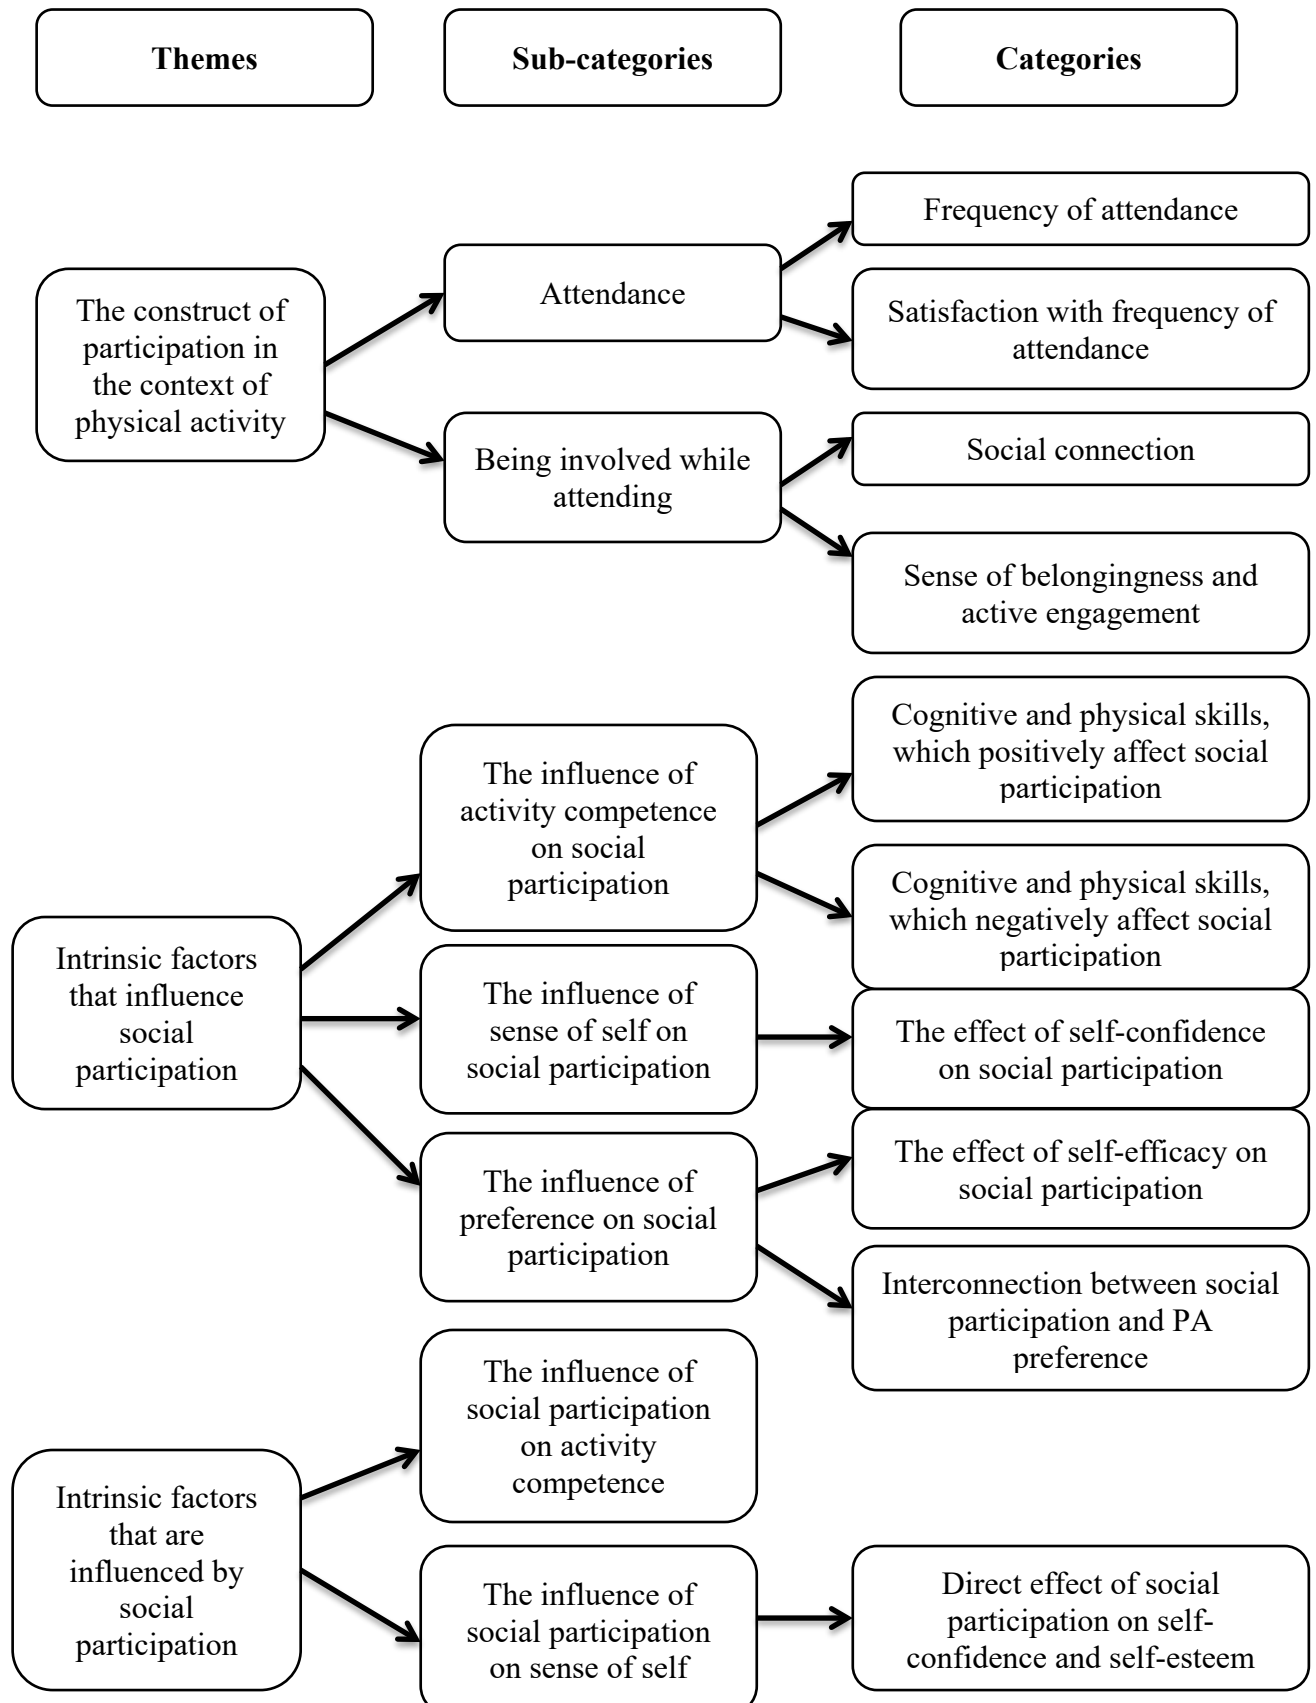 Themes
Sub-categories
Categories
The construct of
participation in
the context of
physical activity
Attendance
Frequency of attendance
Satisfaction with frequency of
attendance
Being involved while
attending
Social connection
Sense of belongingness and
active engagement
Intrinsic factors
that influence
social
participation
The influence of
activity competence
on social
participation
Cognitive and physical skills,
which positively affect social
participation
Cognitive and physical skills,
which negatively affect social
participation
The influence of
sense of self on
social participation
The effect of self-confidence
on social participation
The influence of
preference on social
participation
The effect of self-efficacy on
social participation
Interconnection between social
participation and PA
preference
Intrinsic factors
that are
influenced by
social
participation
The influence of
social participation
on activity
competence
The influence of
social participation
on sense of self
Direct effect of social
participation on self-
confidence and self-esteem